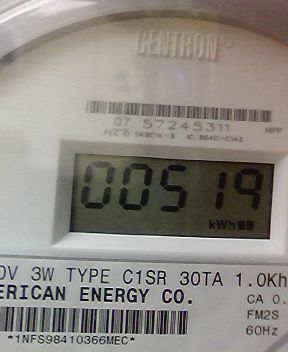 CENTRON
07 57245311 HPP
00519
kWh
0V 3W TYPE C1SR 30TA 1.0Kh
ERICAN ENERGY CO.
CA 0.
FM2S
60Hz
*1NFS98410366MEC*